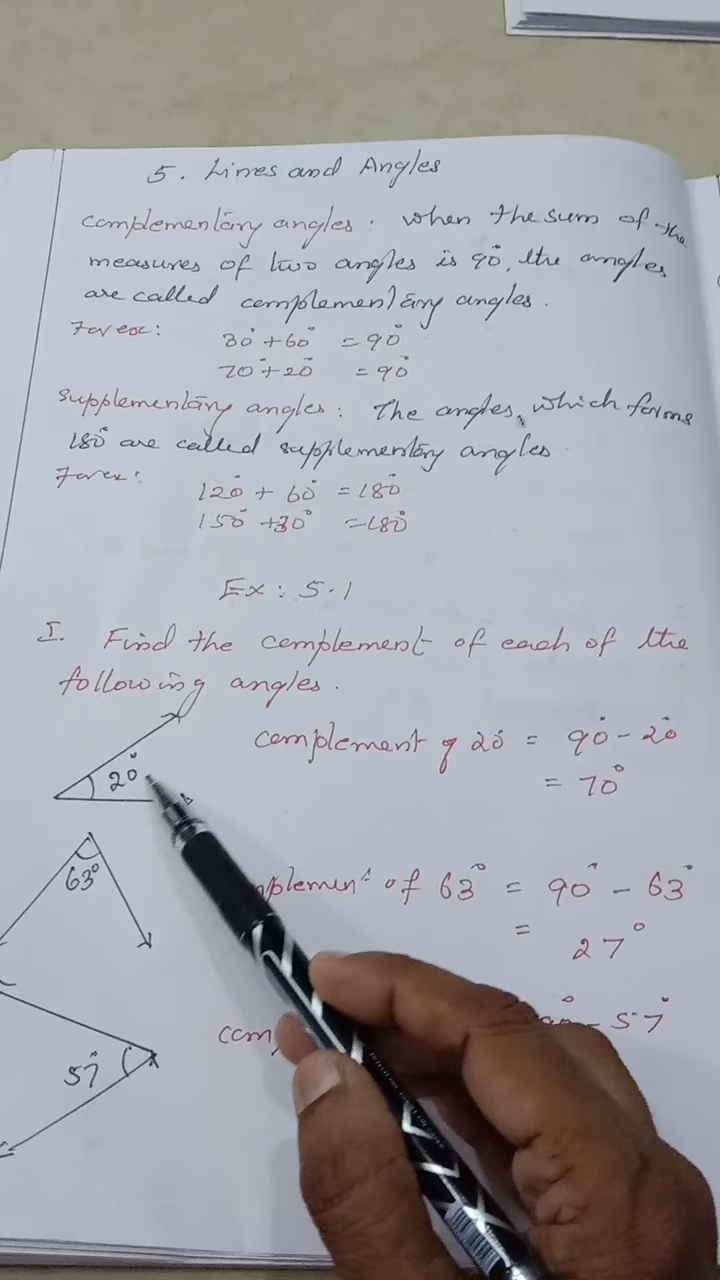 5. Lines and Angles
Complementary angles: When the sum of the
measures of two angles is 90°, the angles
are called complementary angles.
For ex:
30° + 60° = 90°
70° + 20° = 90°
Supplementary angles: The angles, which forms
180° are called supplementary angles.
For ex:
120° + 60° = 180°
150° + 30° = 180°
Ex: 5.1
I. Find the complement of each of the
following angles.
20°
complement of 20° = 90° - 20°
= 70°
63°
of 63° = 90° - 63°
= 27°
57°
com
- 57°